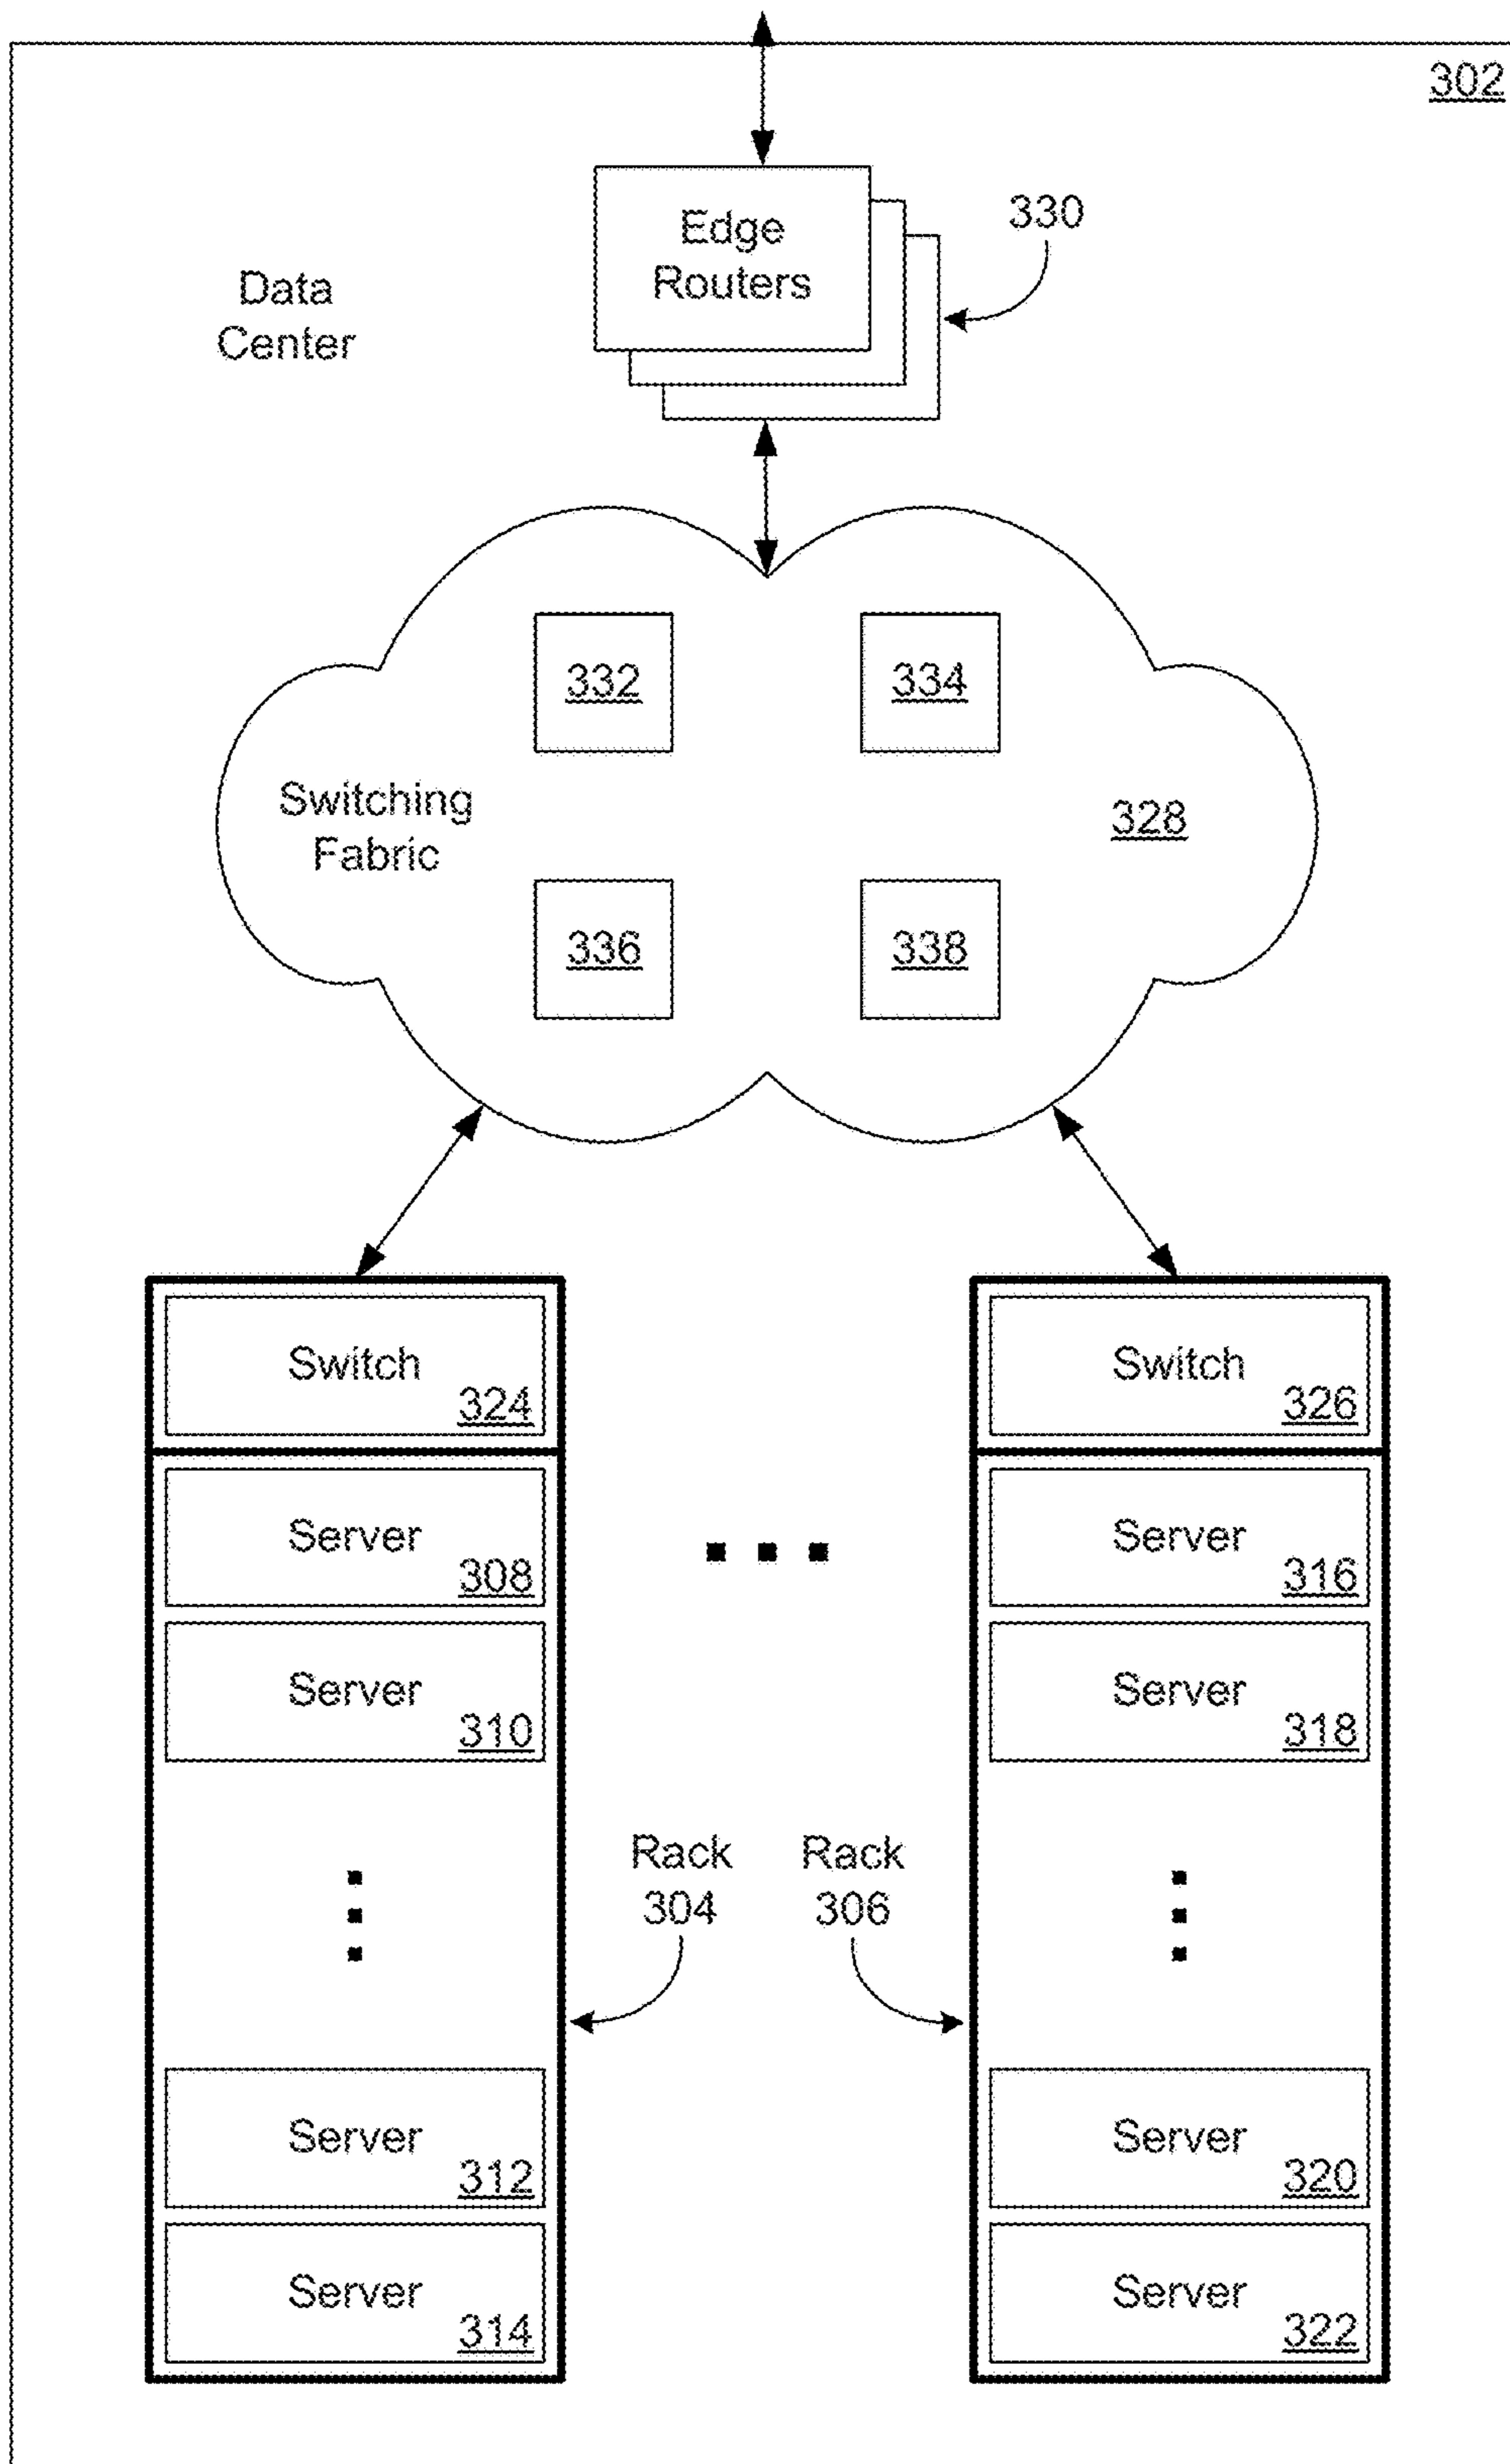 302
330
Edge
Routers
Data
Center
332
334
Switching
Fabric
328
336
338
Switch
324
Switch
326
Server
308
Server
316
Server
310
Server
318
Rack
304
Rack
306
Server
312
Server
320
Server
314
Server
322